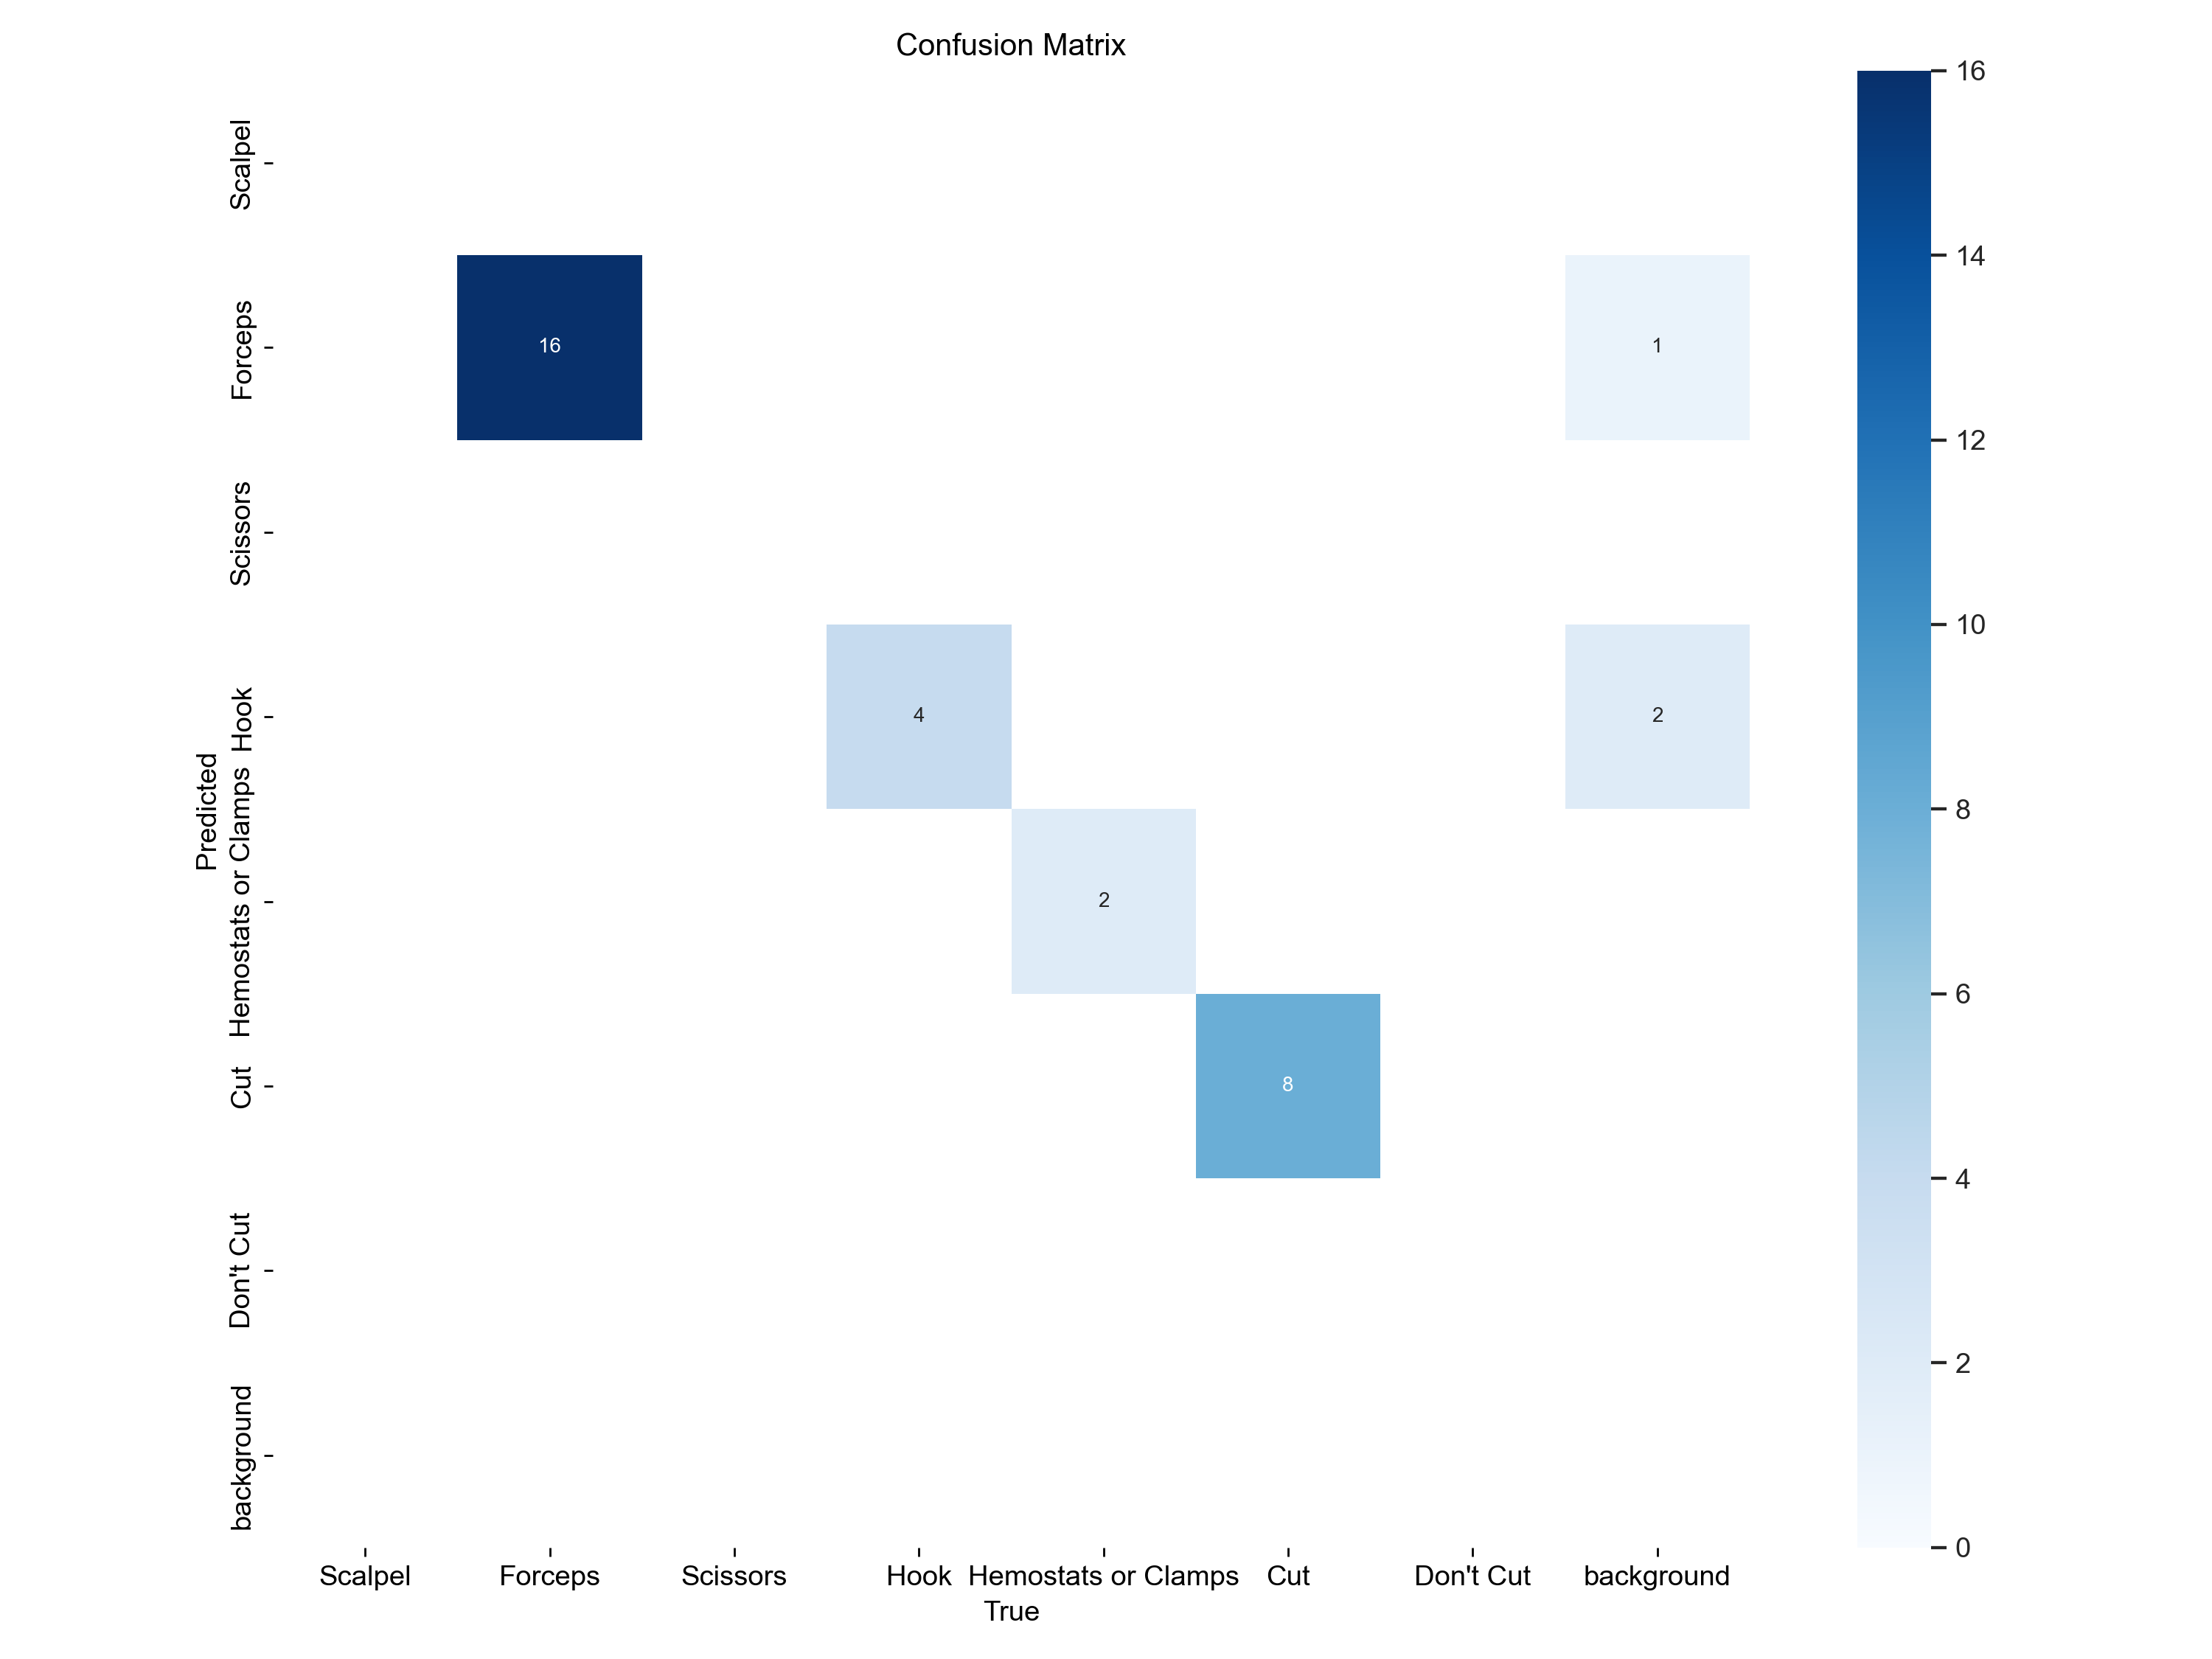 Confusion Matrix
Predicted
Scalpel
Forceps
Scissors
Hook
Hemostats or Clamps
Cut
Don't Cut
background
16
1
4
2
2
8
Scalpel
Forceps
Scissors
Hook
Hemostats or Clamps
Cut
Don't Cut
background
True
16
14
12
10
8
6
4
2
0